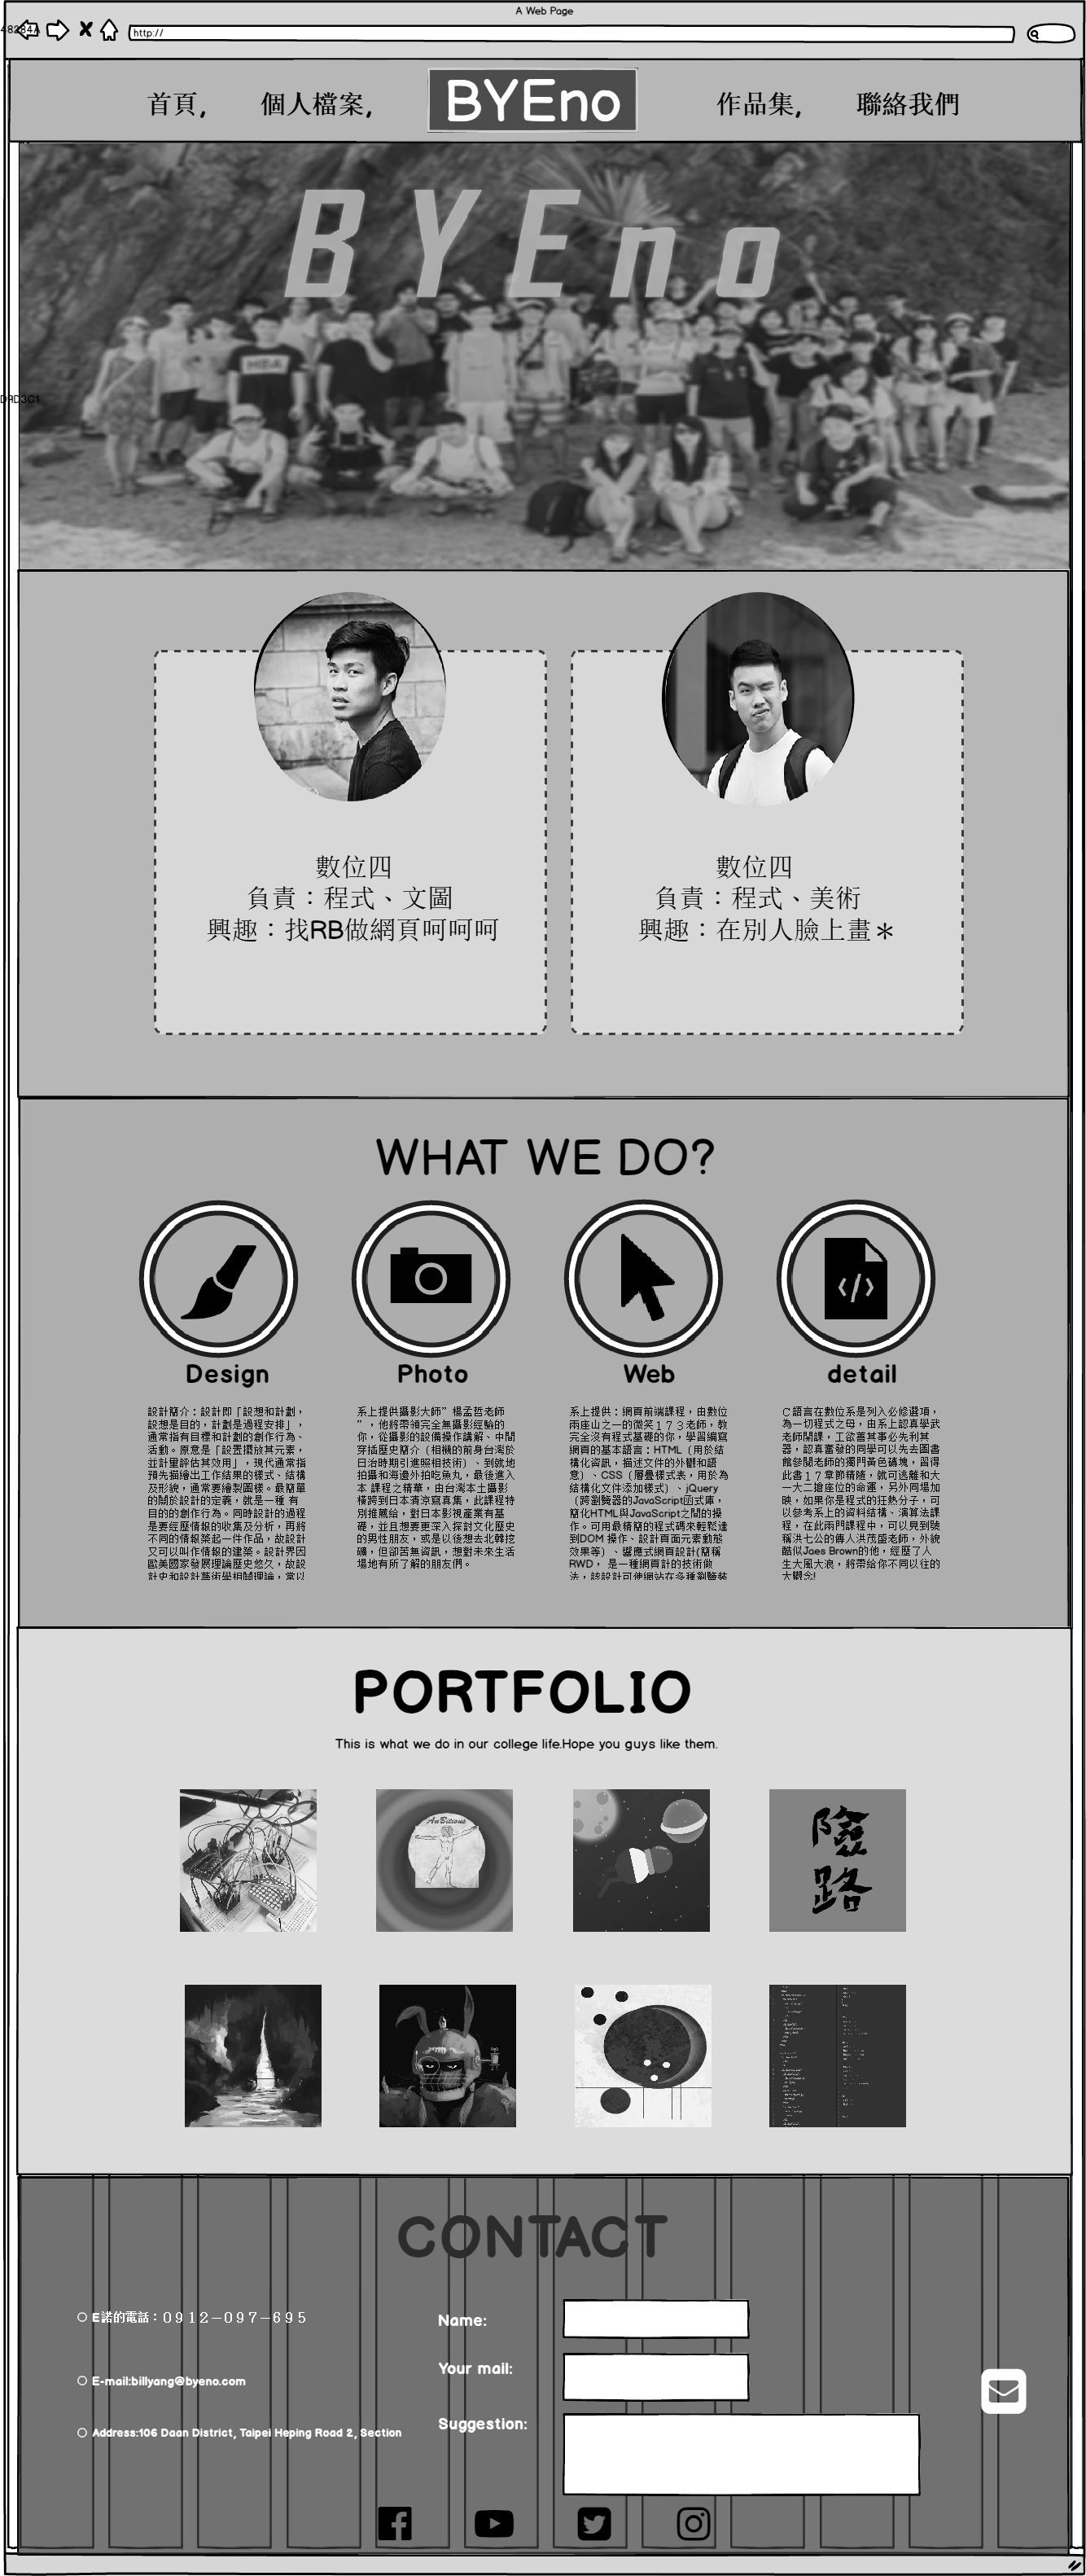 A Web Page
http://
首頁,
個人檔案,
BYEno
作品集,
聯絡我們
BYEno
DAD3C1
數位四
負責：程式、文圖
興趣：找RB做網頁呵呵呵
數位四
負責：程式、美術
興趣：在別人臉上畫＊
WHAT WE DO?
Design
Photo
Web
detail
設計簡介：設計即「設想和計劃，
設想是目的，計劃是過程安排」，
通常指有目標和計劃的創作行為、
活動。原意是「設置擺放其元素，
並計量評估其效用」，現代通常指
預先描繪出工作結果的樣式、結構
及形貌，通常要繪製圖樣。最簡單
的關於設計的定義，就是一種 有
目的的創作行為。同時設計的過程
是要經歷情報的收集及分析，再將
不同的情報築起一件作品，故設計
又可以叫作情報的建築。設計界因
歐美國家發展理論歷史悠久，故設
系上提供攝影大師”楊孟哲老師
”，他將帶領完全無攝影經驗的
你，從攝影的設備操作講解、中間
穿插歷史簡介（相機的前身台灣於
日治時期引進照相技術）、到就地
拍攝和海邊外拍吃魚丸，最後進入
本 課程之精華，由台灣本土攝影
橫跨到日本清涼寫真集，此課程特
別推薦給，對日本影視產業有基
礎，並且想要更深入探討文化歷史
的男性朋友，或是以後想去北韓挖
礦，但卻苦無資訊，想對未來生活
場地有所了解的朋友們。
系上提供：網頁前端課程，由數位
兩座山之一的微笑１７３老師，教
完全沒有程式基礎的你，學習編寫
網頁的基本語言：HTML（用於結
構化資訊，描述文件的外觀和語
意）、CSS（層疊樣式表，用於為
結構化文件添加樣式）、jQuery
（跨瀏覽器的JavaScript函式庫，
簡化HTML與JavaScript之間的操
作。可用最精簡的程式碼來輕鬆達
到DOM 操作、設計頁面元素動態
效果等）、響應式網頁設計(簡稱
RWD， 是一種網頁設計的技術做
法，該設計可使網站在多種瀏覽裝
Ｃ語言在數位系是列入必修選項，
為一切程式之母，由系上認真學武
老師開課，工欲善其事必先利其
器，認真奮發的同學可以先去圖書
館參閱老師的獨門黃色磚塊，習得
此書１７章節精隨，就可逃離和大
一大二搶座位的命運，另外同場加
映，如果你是程式的狂熱分子，可
以參考系上的資料結構、演算法課
程，在此兩門課程中，可以見到號
稱洪七公的傳人洪茂盛老師，外貌
酷似Jaes Brown的他，經歷了人
生大風大浪，將帶給你不同以往的
大觀念!
PORTFOLIO
This is what we do in our college life.Hope you guys like them.
AmBitious
險
路
CONTACT
E諾的電話：０９１２－０９７－６９５
E-mail:billyang@byeno.com
Address:106 Daan District, Taipei Heping Road 2, Section
Name:
Your mail:
Suggestion: